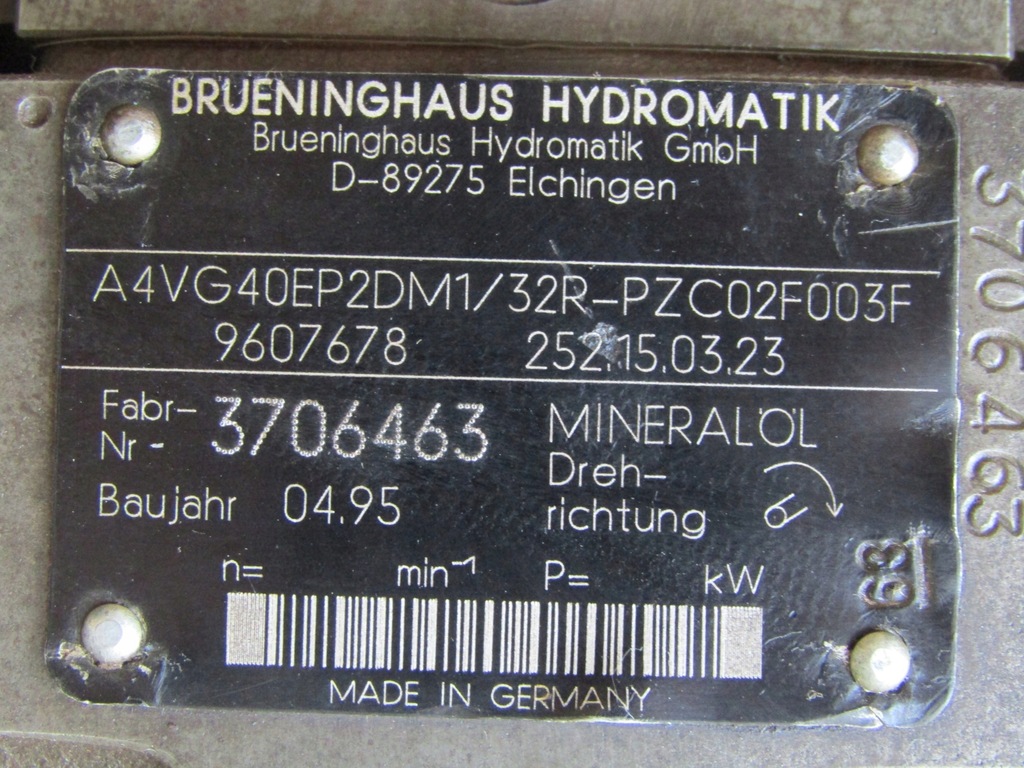 BRUENINGHAUS HYDROMATIK
Brueninghaus Hydromatik GmbH
D-89275 Elchingen
A4VG40EP2DM1/32R-PZC02F003F
9607678 252.15.03.23
Fabr-
Nr - 3706463
MINERALÖL
Baujahr 04.95
Dreh-
richtung
n= min⁻¹ P= kW
MADE IN GERMANY
3706463
63